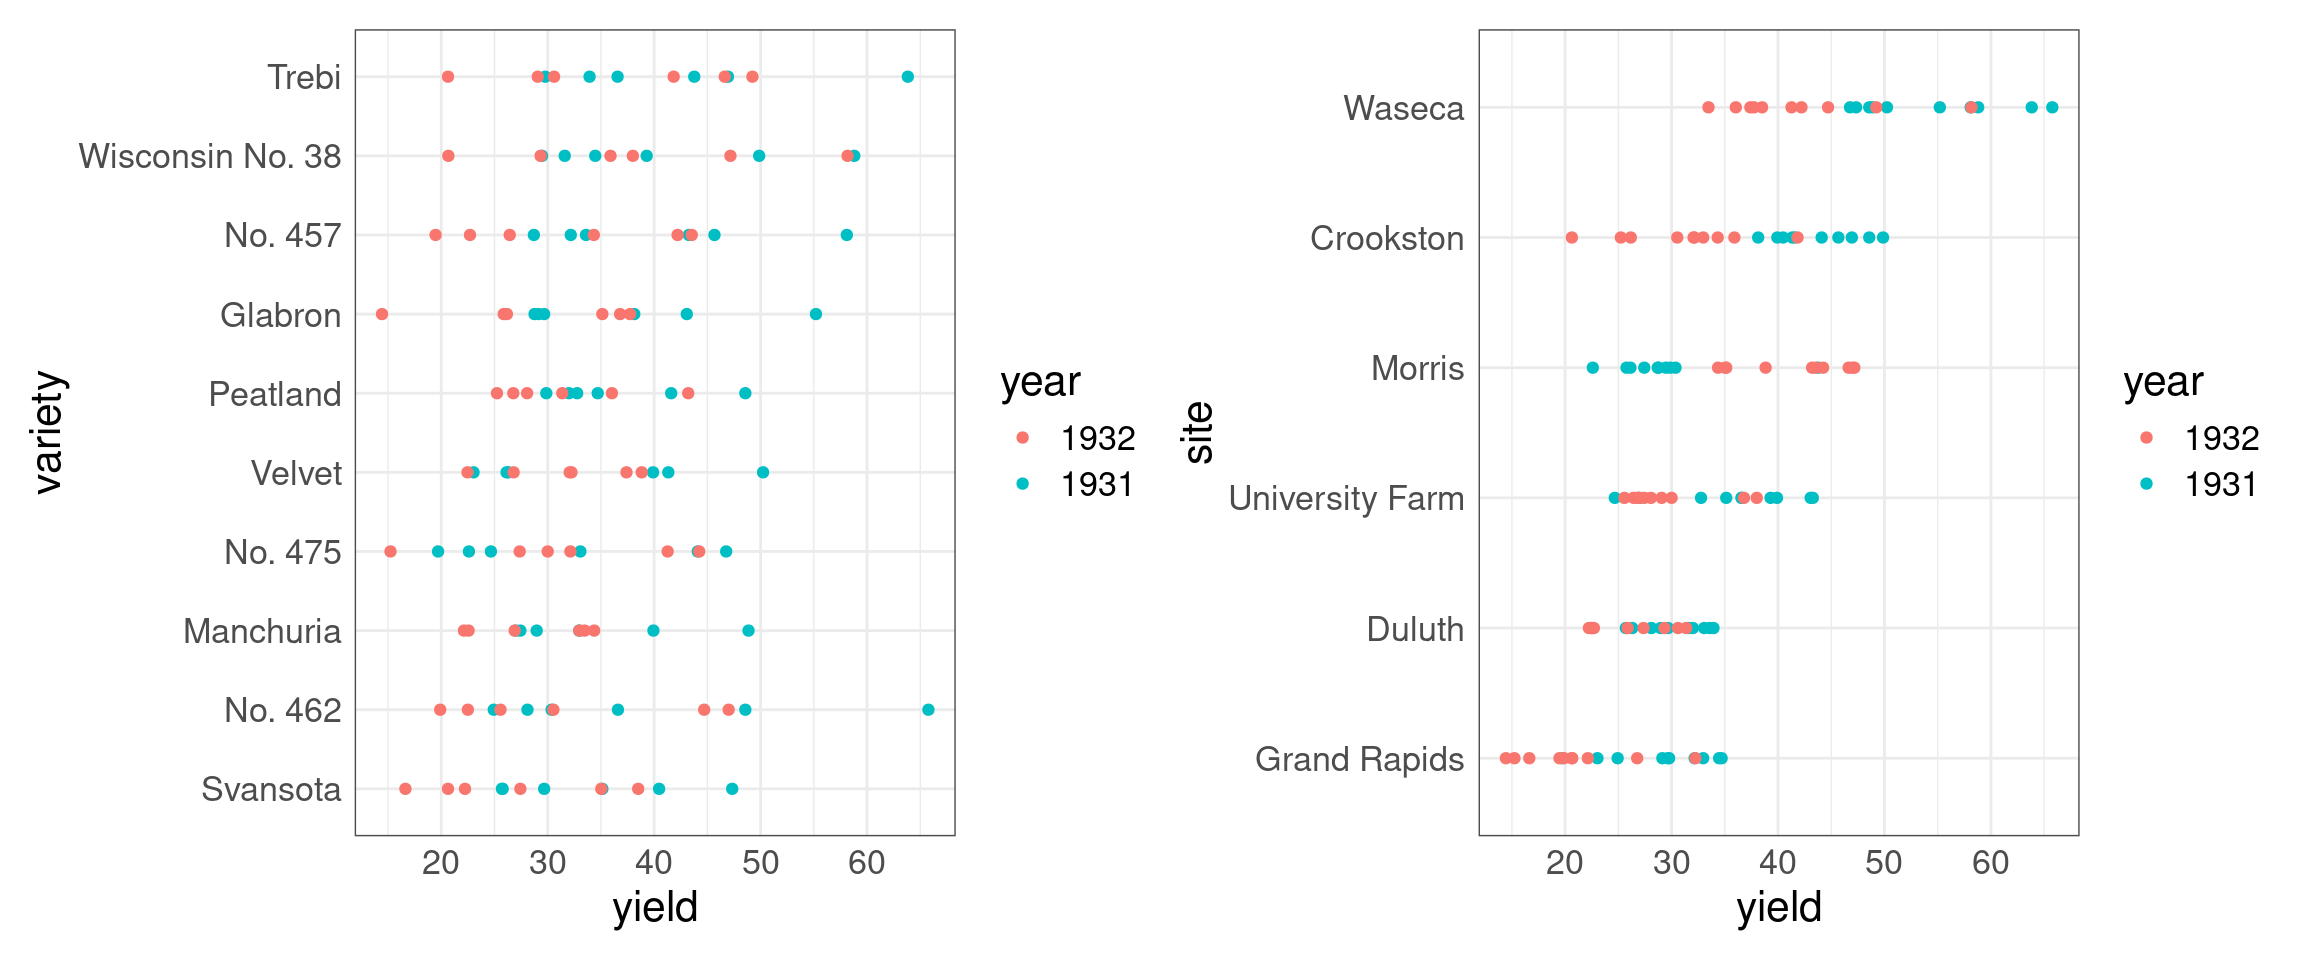 Trebi
Wisconsin No. 38
No. 457
Glabron
Peatland
Velvet
No. 475
Manchuria
No. 462
Svansota
variety
20 30 40 50 60
yield
year
1932
1931
Waseca
Crookston
Morris
University Farm
Duluth
Grand Rapids
site
20 30 40 50 60
yield
year
1932
1931